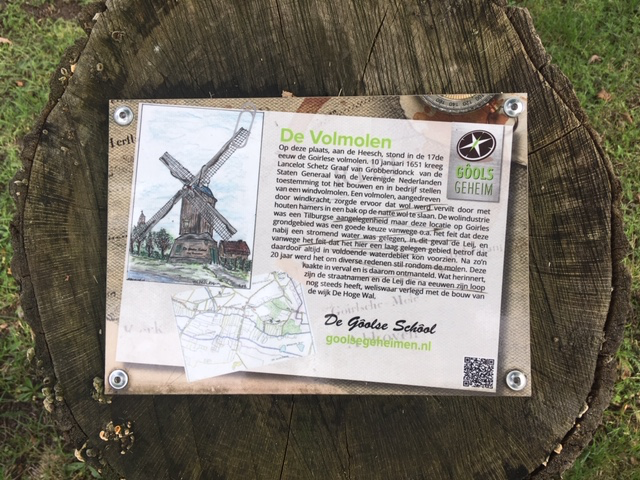 De Volmolen
Op deze plaats, aan de Heesch, stond in de 17de
eeuw de Goirlese volmolen. 10 januari 1651 kreeg
Lancelot Schetz Graaf van Grobberidonck van de
Staten Generaal van de Verenigde Nederlanden
toestemming tot het bouwen en in bedrijf stellen
van een windvolmolen. Een volmolen, aangedreven
door windkracht, zorgde ervoor dat wol werd vervilt door met
houten hamers in een bak op de natte wol te slaan. De wolindustrie
was een Tilburgse aangelegenheid maar deze locatie op Goirles
grondgebied was een goede keuze vanwege o.a. het feit dat deze
nabij een stromend water was gelegen, in dit geval de Leij, en
vanwege het feit dat het hier een laag gelegen gebied betrof dat
daardoor altijd in voldoende waterdebiet kon voorzien. Na zo'n
20 jaar werd het om diverse redenen stil rondom de molen. Deze
raakte in verval en is daarom ontmanteld. Wat herinnert,
zijn de straatnamen en de Leij die na eeuwen zijn loop
nog steeds heeft, weliswaar verlegd met de bouw van
de wijk De Hoge Wal.
De Göolse Schôol
goolsegeheimen.nl
GÓÓLS
GEHEIM